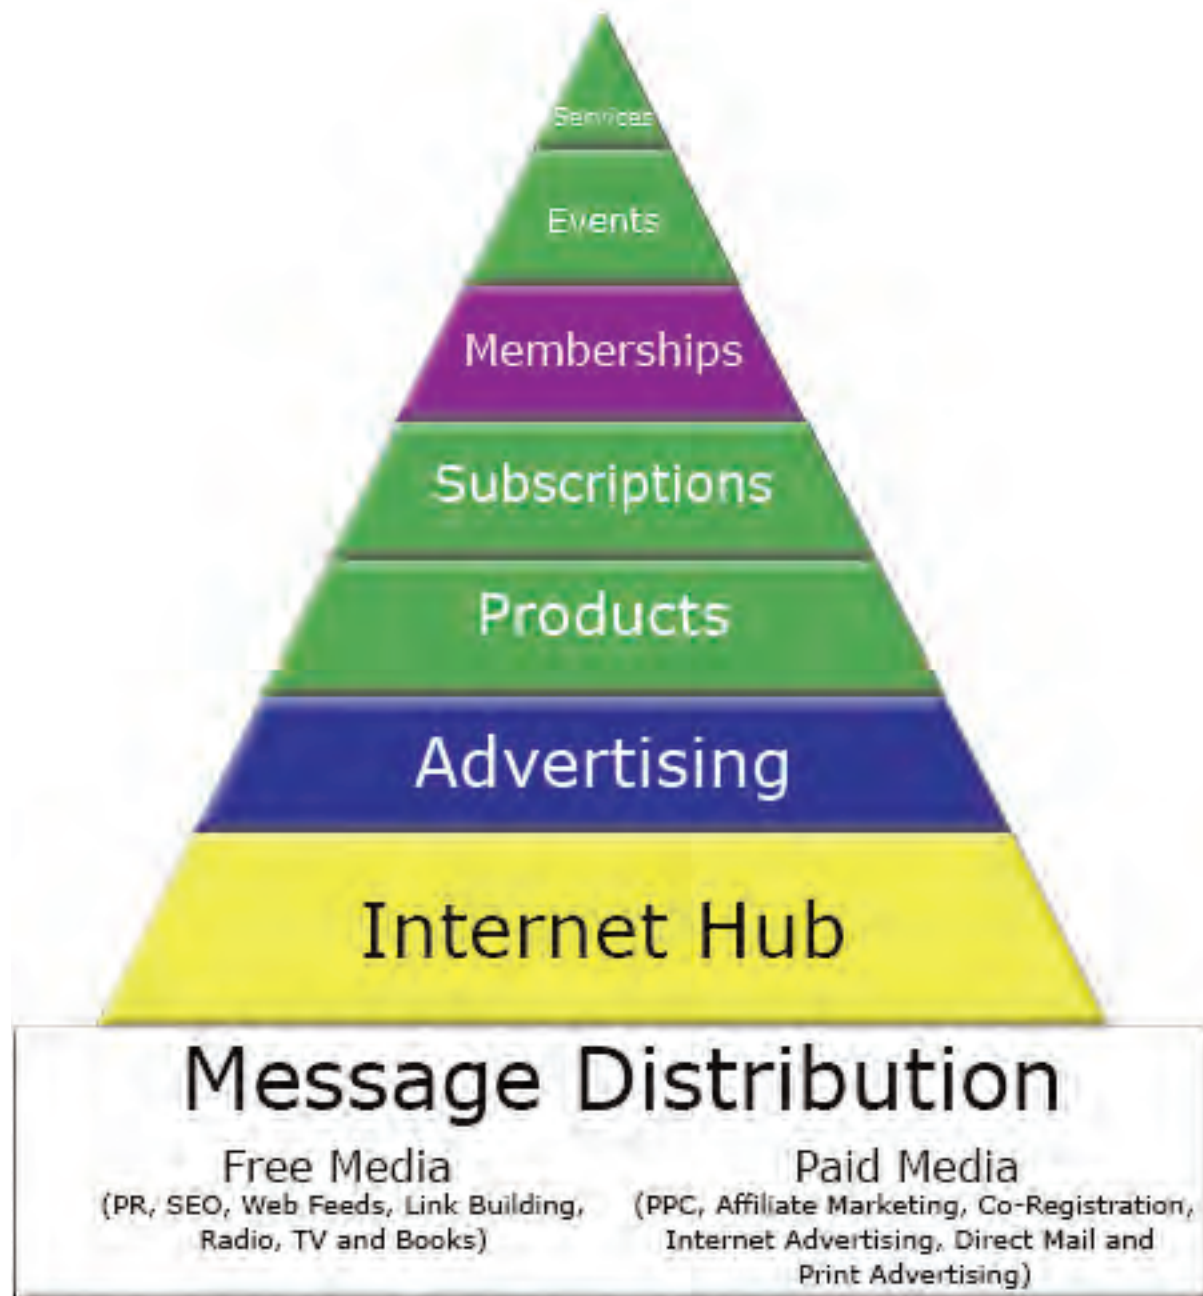 Services
Events
Memberships
Subscriptions
Products
Advertising
Internet Hub
Message Distribution
Free Media
(PR, SEO, Web Feeds, Link Building,
Radio, TV and Books)
Paid Media
(PPC, Affiliate Marketing, Co-Registration,
Internet Advertising, Direct Mail and
Print Advertising)